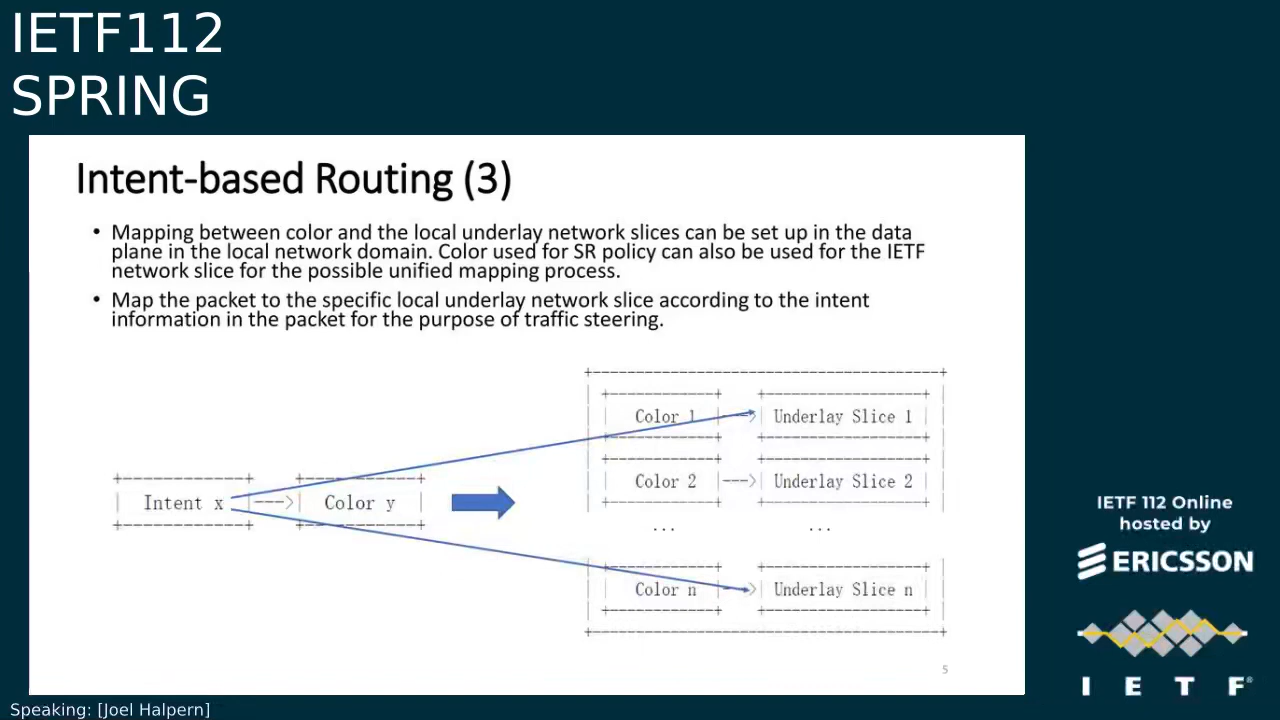 IETF112
SPRING
Intent-based Routing (3)
• Mapping between color and the local underlay network slices can be set up in the data
plane in the local network domain. Color used for SR policy can also be used for the IETF
network slice for the possible unified mapping process.
• Map the packet to the specific local underlay network slice according to the intent
information in the packet for the purpose of traffic steering.
Color 1
Underlay Slice 1
Color 2
Underlay Slice 2
Intent x
Color y
...
...
Color n
Underlay Slice n
5
IETF 112 Online
hosted by
ERICSSON
I E T F®
Speaking: [Joel Halpern]